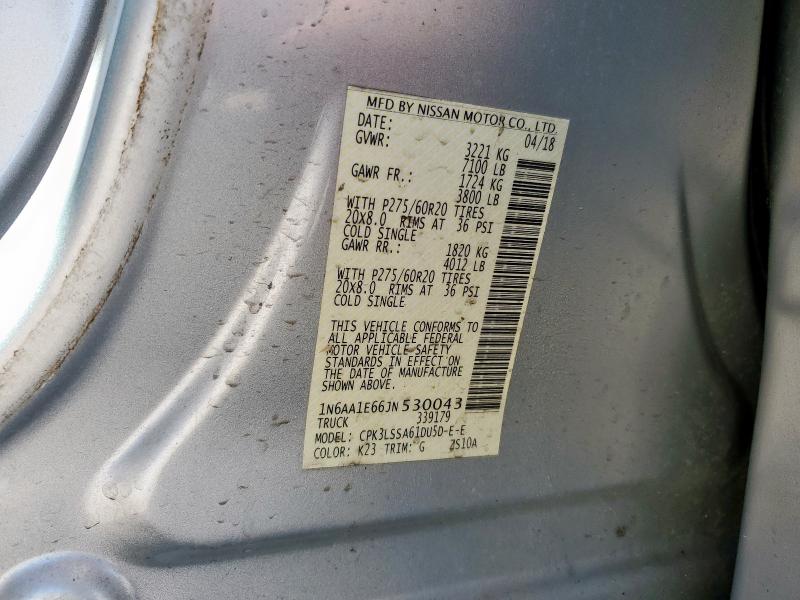 MFD BY NISSAN MOTOR CO., LTD.
DATE: 04/18
GVWR: 3221 KG
7100 LB
GAWR FR.: 1724 KG
3800 LB
WITH P275/60R20 TIRES
20X8.0 RIMS AT 36 PSI
COLD SINGLE
GAWR RR.: 1820 KG
4012 LB
WITH P275/60R20 TIRES
20X8.0 RIMS AT 36 PSI
COLD SINGLE
THIS VEHICLE CONFORMS TO
ALL APPLICABLE FEDERAL
MOTOR VEHICLE SAFETY
STANDARDS IN EFFECT ON
THE DATE OF MANUFACTURE
SHOWN ABOVE.
1N6AA1E66JN530043
TRUCK 339179
MODEL: CPK3LSSA61DU5D-E-E
COLOR: K23 TRIM: G ZS10A